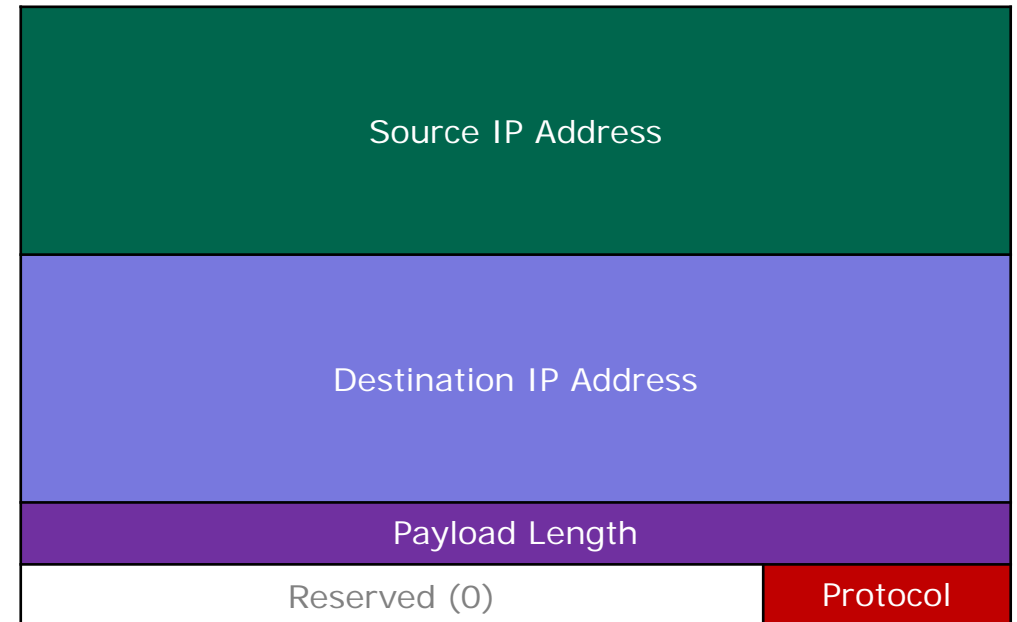 Source IP Address
Destination IP Address
Payload Length
Reserved (0)
Protocol